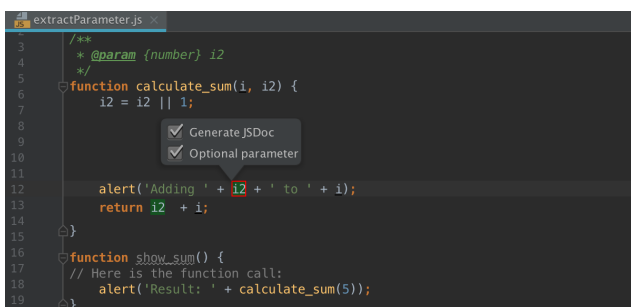 extractParameter.js
JS
2
3 /**
4 * @param {number} i2
5 */
6 function calculate_sum(i, i2) {
7 i2 = i2 || 1;
8
9 Generate JSDoc
10 Optional parameter
11
12 alert('Adding ' + i2 + ' to ' + i);
13 return i2  + i;
14
15 }
16 function show_sum() {
17 // Here is the function call:
18 alert('Result: ' + calculate_sum(5));
19 }